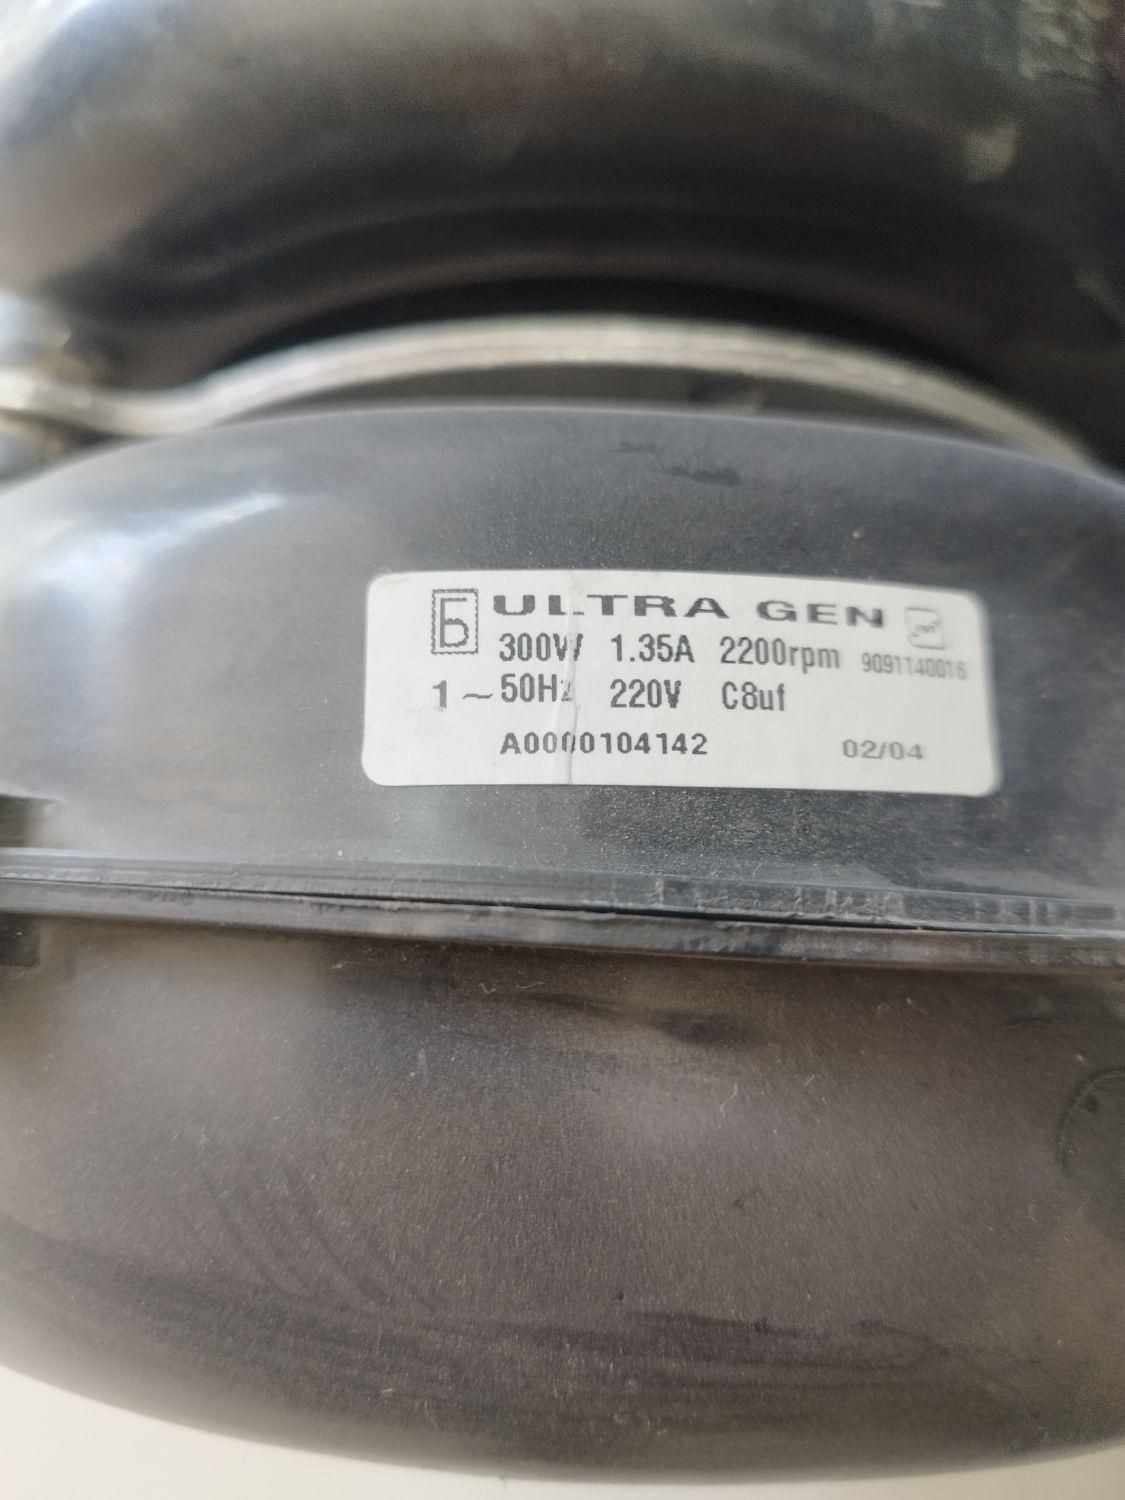 ULTRA GEN
300W 1.35A 2200rpm 9091140016
1~50Hz 220V C8uf
A0000104142 02/04